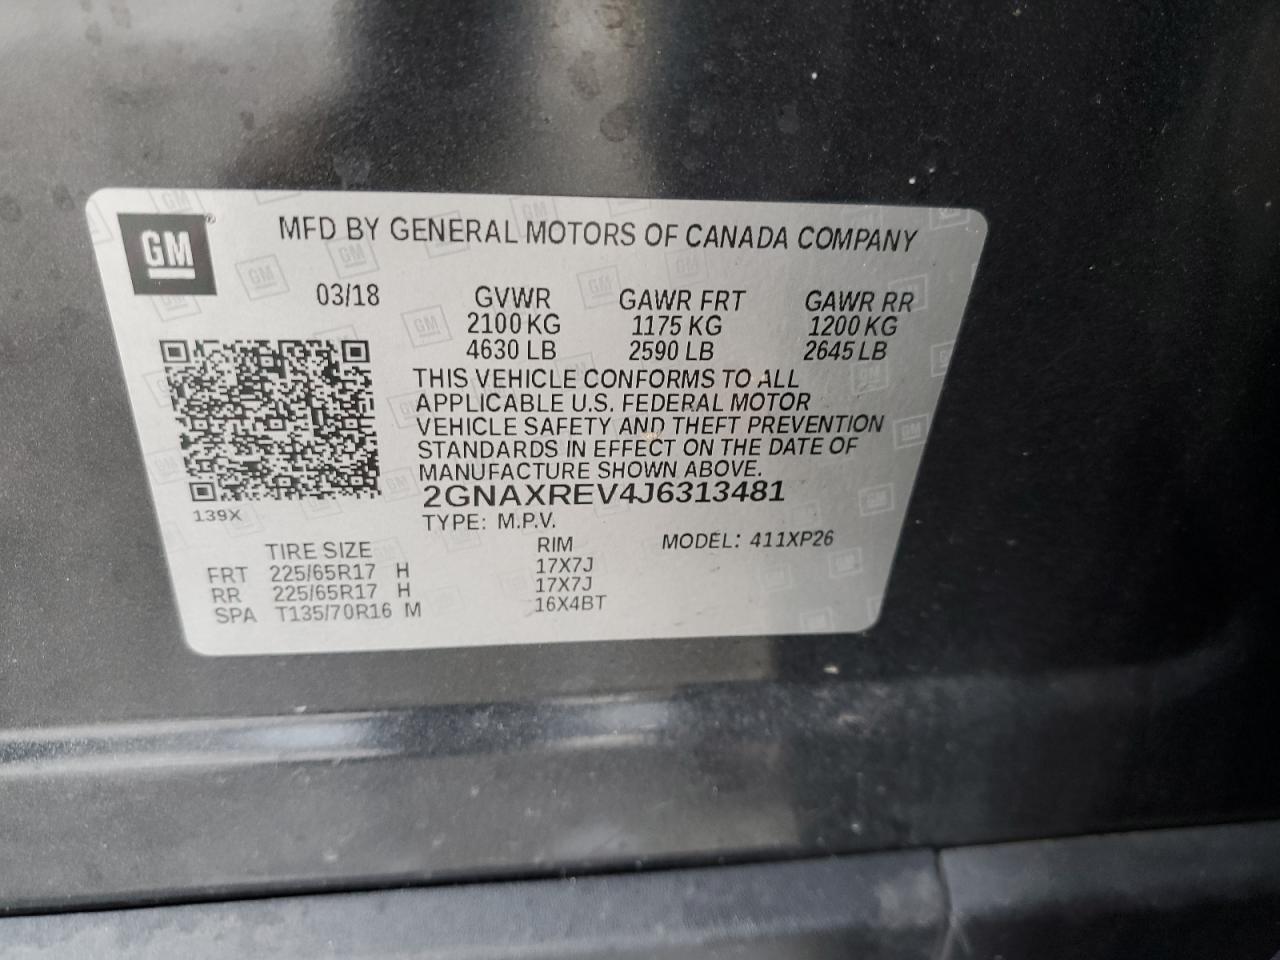 GM
MFD BY GENERAL MOTORS OF CANADA COMPANY
03/18 GVWR GAWR FRT GAWR RR
2100 KG 1175 KG 1200 KG
4630 LB 2590 LB 2645 LB
THIS VEHICLE CONFORMS TO ALL
APPLICABLE U.S. FEDERAL MOTOR
VEHICLE SAFETY AND THEFT PREVENTION
STANDARDS IN EFFECT ON THE DATE OF
MANUFACTURE SHOWN ABOVE.
2GNAXREV4J6313481
139X
TYPE: M.P.V.
TIRE SIZE RIM MODEL: 411XP26
FRT 225/65R17 H 17X7J
RR 225/65R17 H 17X7J
SPA T135/70R16 M 16X4BT